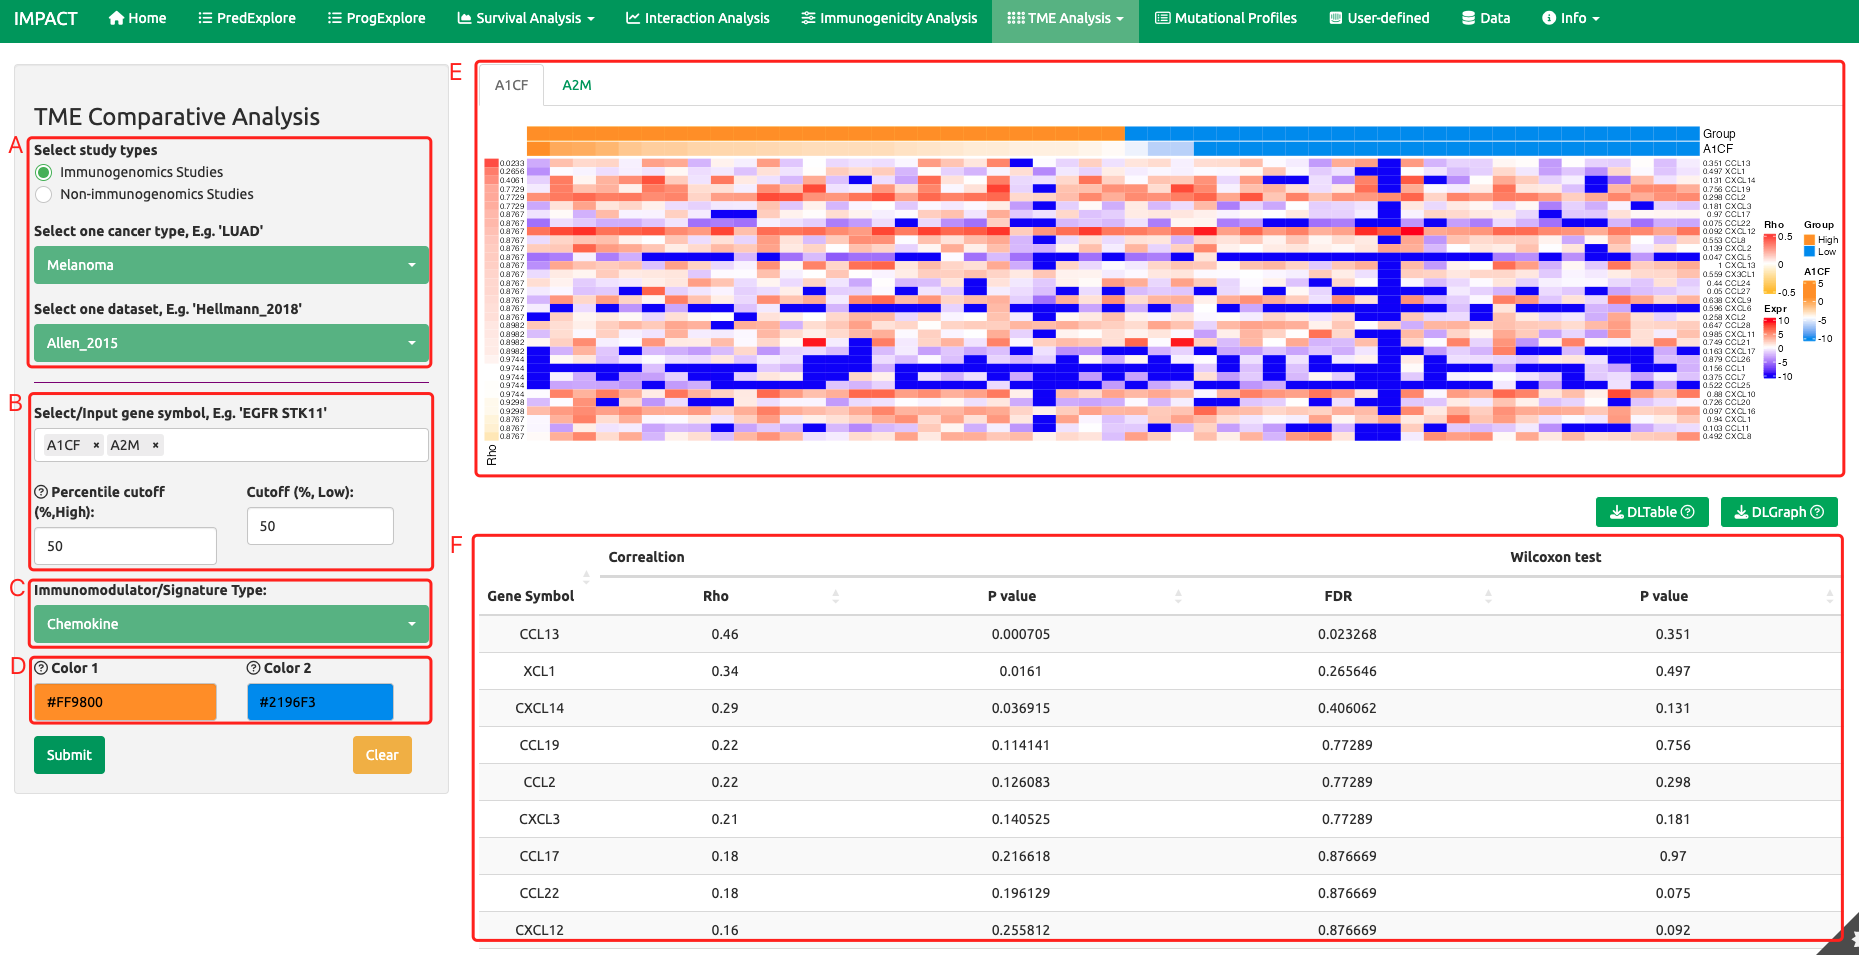 IMPACT Home PredExplore ProgExplore Survival Analysis Interaction Analysis Immunogenicity Analysis TME Analysis Mutational Profiles User-defined Data Info
TME Comparative Analysis
A
Select study types
Immunogenomics Studies
Non-immunogenomics Studies
Select one cancer type, E.g. 'LUAD'
Melanoma
Select one dataset, E.g. 'Hellmann_2018'
Allen_2015
B
Select/Input gene symbol, E.g. 'EGFR STK11'
A1CF × A2M ×
Percentile cutoff (%,High):
50
Cutoff (%, Low):
50
C
Immunomodulator/Signature Type:
Chemokine
D
Color 1
#FF9800
Color 2
#2196F3
Submit
Clear
E
A1CF A2M
Group
A1CF
0.0233
0.2656
0.4061
0.7729
0.7729
0.7729
0.8767
0.8767
0.8767
0.8767
0.8767
0.8767
0.8767
0.8767
0.8767
0.8767
0.8767
0.8767
0.8767
0.8982
0.8982
0.8982
0.8982
0.9744
0.9744
0.9744
0.9744
0.9744
0.9298
0.9298
0.8767
0.8767
0.8767
Rho
0.351 CCL13
0.497 XCL1
0.131 CXCL14
0.756 CCL19
0.298 CCL2
0.181 CXCL3
0.97 CCL17
0.075 CCL22
0.092 CXCL12
0.553 CCL8
0.139 CXCL2
0.047 CXCL5
1 CXCL13
0.559 CX3CL1
0.44 CCL24
0.05 CCL27
0.638 CXCL9
0.596 CXCL6
0.258 XCL2
0.647 CCL28
0.985 CXCL11
0.749 CCL21
0.163 CXCL17
0.879 CCL26
0.156 CCL1
0.375 CCL7
0.522 CCL25
0.88 CXCL10
0.726 CCL20
0.097 CXCL16
0.94 CXCL1
0.103 CCL11
0.492 CXCL8
Rho
0.5
0
-0.5
Expr
10
5
0
-5
-10
Group
High
Low
A1CF
5
0
-5
-10
DLTable
DLGraph
F
Correaltion Wilcoxon test
Gene Symbol Rho P value FDR P value
CCL13 0.46 0.000705 0.023268 0.351
XCL1 0.34 0.0161 0.265646 0.497
CXCL14 0.29 0.036915 0.406062 0.131
CCL19 0.22 0.114141 0.77289 0.756
CCL2 0.22 0.126083 0.77289 0.298
CXCL3 0.21 0.140525 0.77289 0.181
CCL17 0.18 0.216618 0.876669 0.97
CCL22 0.18 0.196129 0.876669 0.075
CXCL12 0.16 0.255812 0.876669 0.092